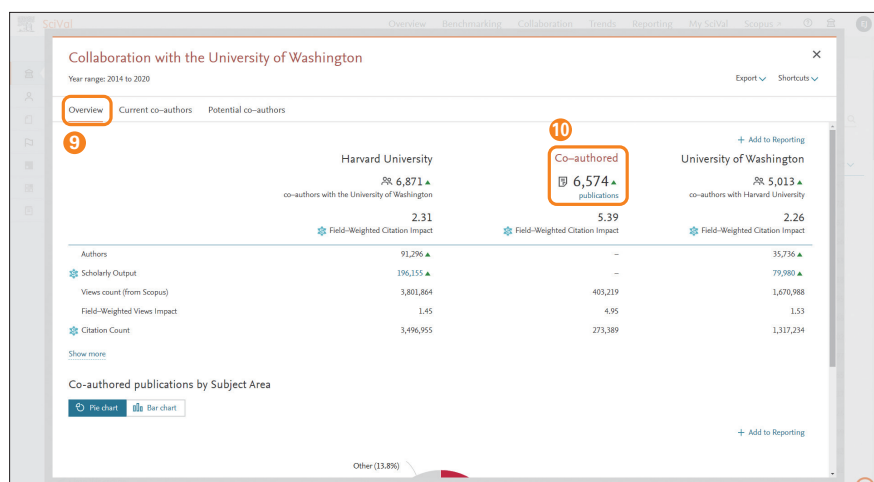 SciVal
Overview Benchmarking Collaboration Trends Reporting My SciVal Scopus
Collaboration with the University of Washington
Year range: 2014 to 2020
Export Shortcuts
Overview Current co-authors Potential co-authors
9
10
+ Add to Reporting
Harvard University Co-authored University of Washington
6,871 6,574 5,013
co-authors with the University of Washington publications co-authors with Harvard University
2.31 5.39 2.26
Field-Weighted Citation Impact Field-Weighted Citation Impact Field-Weighted Citation Impact
Authors 91,296 – 35,736
Scholarly Output 196,155 – 79,980
Views count (from Scopus) 3,801,864 403,219 1,670,988
Field-Weighted Views Impact 1.45 4.95 1.53
Citation Count 3,496,955 273,389 1,317,234
Show more
Co-authored publications by Subject Area
Pie chart Bar chart
+ Add to Reporting
Other (13.8%)